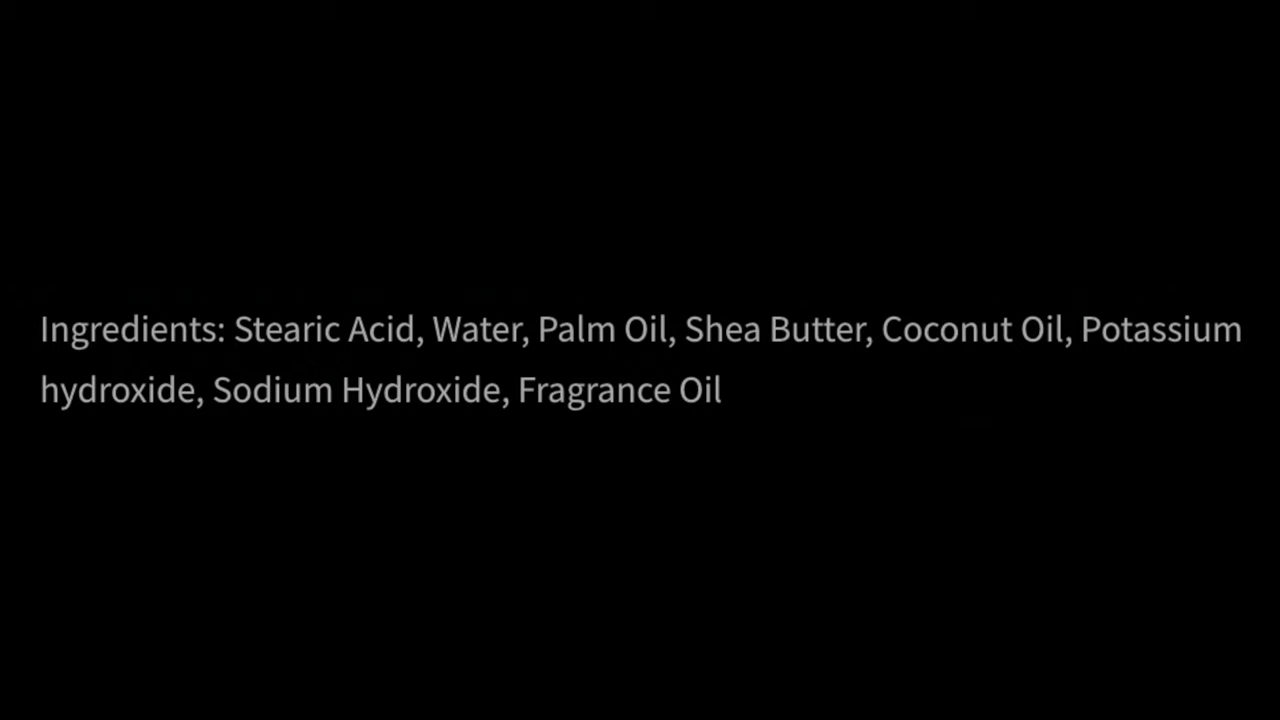 Ingredients: Stearic Acid, Water, Palm Oil, Shea Butter, Coconut Oil, Potassium
hydroxide, Sodium Hydroxide, Fragrance Oil